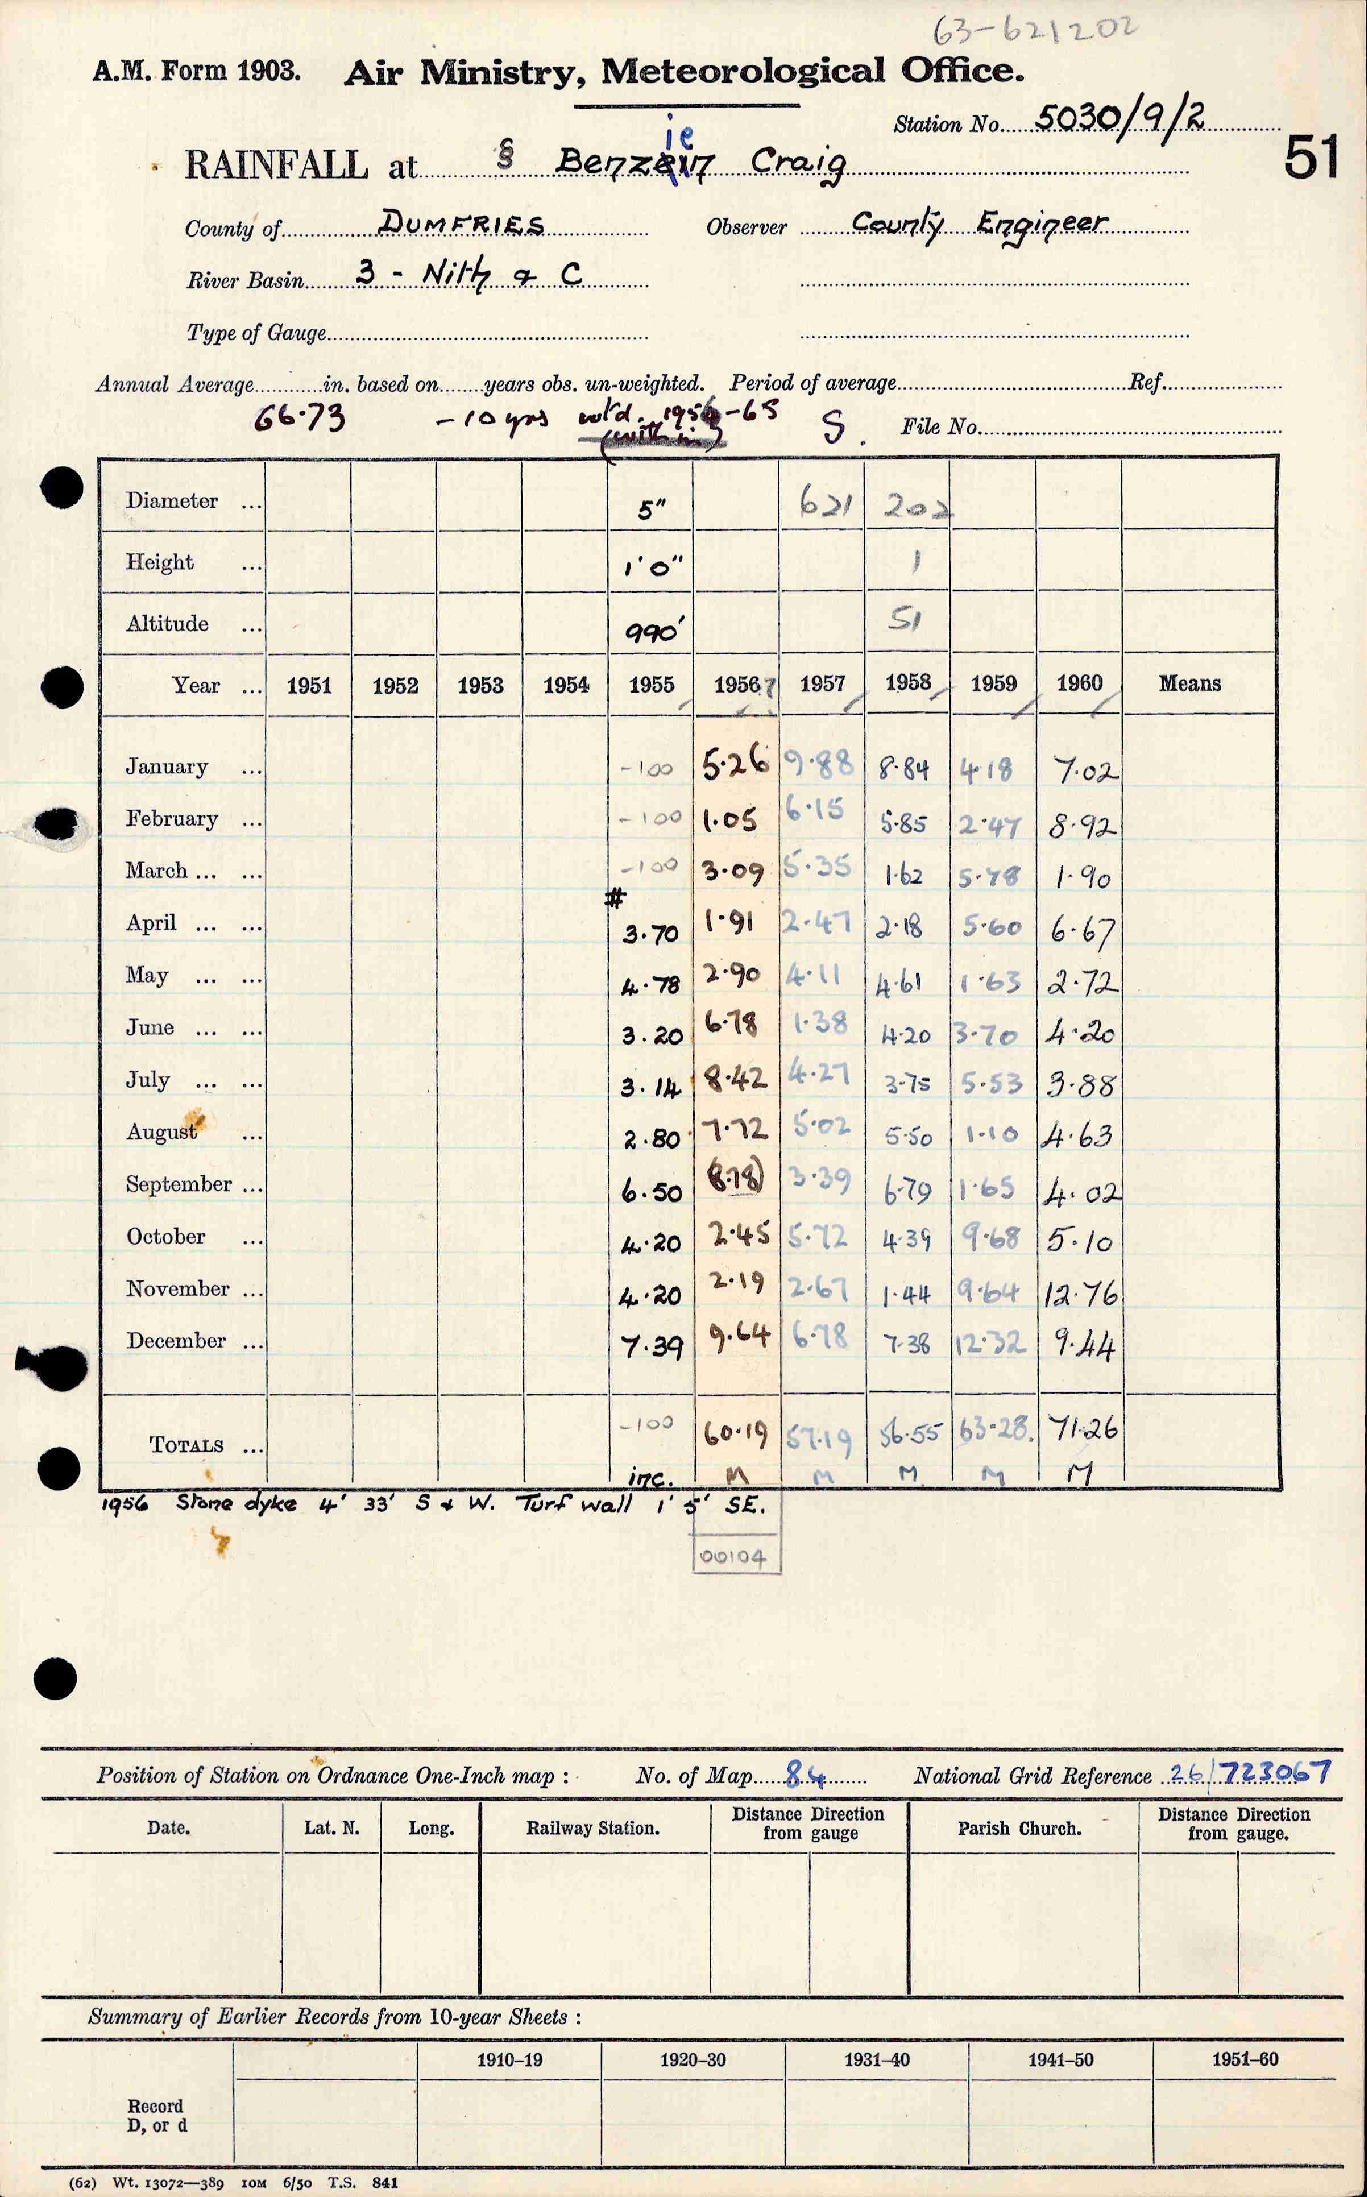 63-621202
A.M. Form 1903. Air Ministry, Meteorological Office.
Station No. 5030/9/2
51
ie
RAINFALL at § Benzein Craig
County of DUMFRIES Observer County Engineer
River Basin 3 - Nith & C
Type of Gauge
Annual Average in. based on years obs. un-weighted. Period of average Ref.
66.73 -10 yrs wt'd. 1956-65 S. File No.
Diameter ... 5" 621 202
Height ... 1' 0" 1
Altitude ... 990' 51
Year ... 1951 1952 1953 1954 1955 1956 1957 1958 1959 1960 Means
January ... -100 5.26 9.88 8.84 4.18 7.02
February ... -100 1.05 6.15 5.85 2.47 8.92
March ... ... -100 3.09 5.35 1.62 5.78 1.90
#
April ... ... 3.70 1.91 2.47 2.18 5.60 6.67
May ... ... 4.78 2.90 4.11 4.61 1.63 2.72
June ... ... 3.20 6.78 1.38 4.20 3.70 4.20
July ... ... 3.14 8.42 4.27 3.75 5.53 3.88
August ... 2.80 7.72 5.02 5.50 1.10 4.63
September ... 6.50 (8.78) 3.39 6.79 1.65 4.02
October ... 4.20 2.45 5.72 4.39 9.68 5.10
November ... 4.20 2.19 2.67 1.44 9.64 12.76
December ... 7.39 9.64 6.78 7.38 12.32 9.44
TOTALS ... -100 60.19 57.19 56.55 63.28. 71.26
inc. M M M M M
1956 Stone dyke 4' 33' S & W. Turf wall 1' 5' SE.
00104
Position of Station on Ordnance One-Inch map : No. of Map 84 National Grid Reference 26/723067
Date. Lat. N. Long. Railway Station. Distance Direction from gauge Parish Church. Distance Direction from gauge.
Summary of Earlier Records from 10-year Sheets :
1910-19 1920-30 1931-40 1941-50 1951-60
Record
D, or d
(62) Wt. 13072—389 10M 6/50 T.S. 841